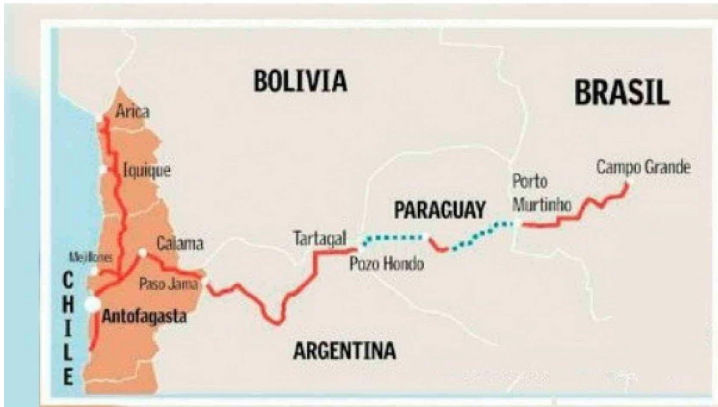 BOLIVIA
BRASIL
Arica
Iquique
Campo Grande
Porto
Murtinho
PARAGUAY
Tartagal
Pozo Hondo
Calama
Mejillones
Paso Jama
CHILE
Antofagasta
ARGENTINA